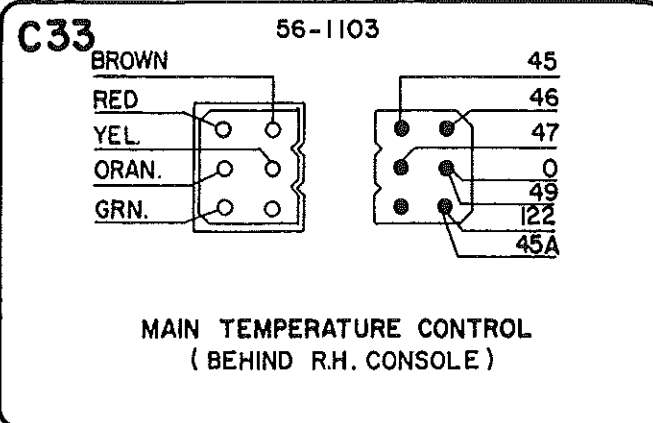 C33
56-1103
BROWN
RED
YEL.
ORAN.
GRN.
45
46
47
0
49
122
45A
MAIN TEMPERATURE CONTROL
(BEHIND R.H. CONSOLE)